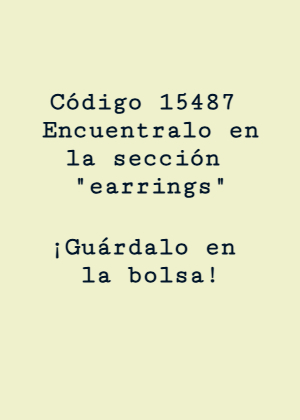 Código 15487
Encuentralo en
la sección
"earrings"
¡Guárdalo en
la bolsa!